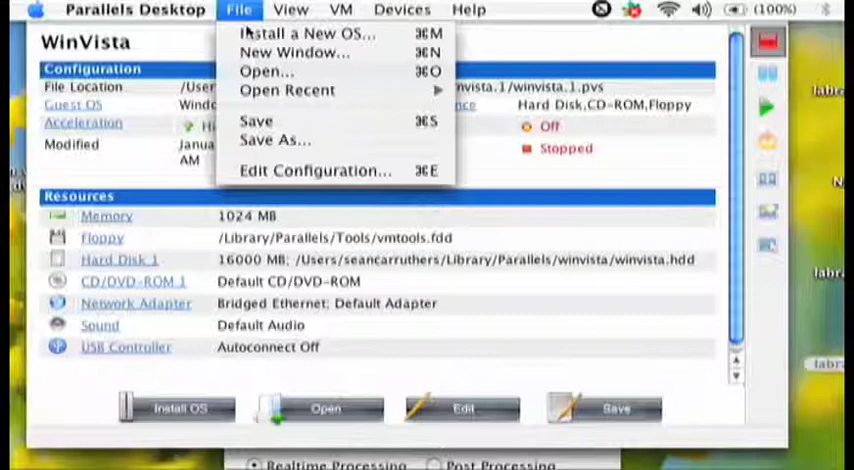 Parallels Desktop File View VM Devices Help (100%)
Install a New OS... ⌘M
New Window... ⌘N
Open... ⌘O
Open Recent
Save ⌘S
Save As...
Edit Configuration... ⌘E
WinVista
Configuration
File Location /User nvista.1/winvista.1.pvs
Guest OS Windo nce Hard Disk,CD-ROM,Floppy
Acceleration Hi Off
Modified Janua Stopped
AM
Resources
Memory 1024 MB
Floppy /Library/Parallels/Tools/vmtools.fdd
Hard Disk 1 16000 MB; /Users/seancarruthers/Library/Parallels/winvista/winvista.hdd
CD/DVD-ROM 1 Default CD/DVD-ROM
Network Adapter Bridged Ethernet; Default Adapter
Sound Default Audio
USB Controller Autoconnect Off
Install OS Open Edit Save
Realtime Processing Post Processing
labra
labra
labra